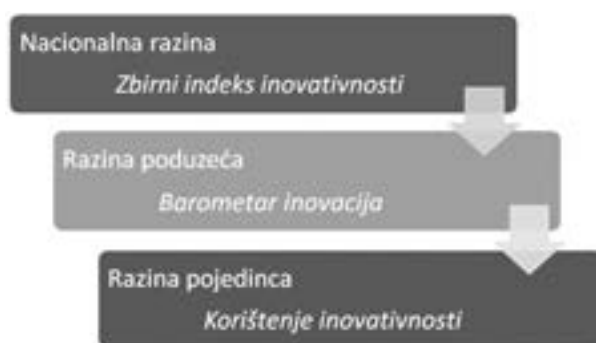 Nacionalna razina
Zbirni indeks inovativnosti
Razina poduzeća
Barometar inovacija
Razina pojedinca
Korištenje inovativnosti